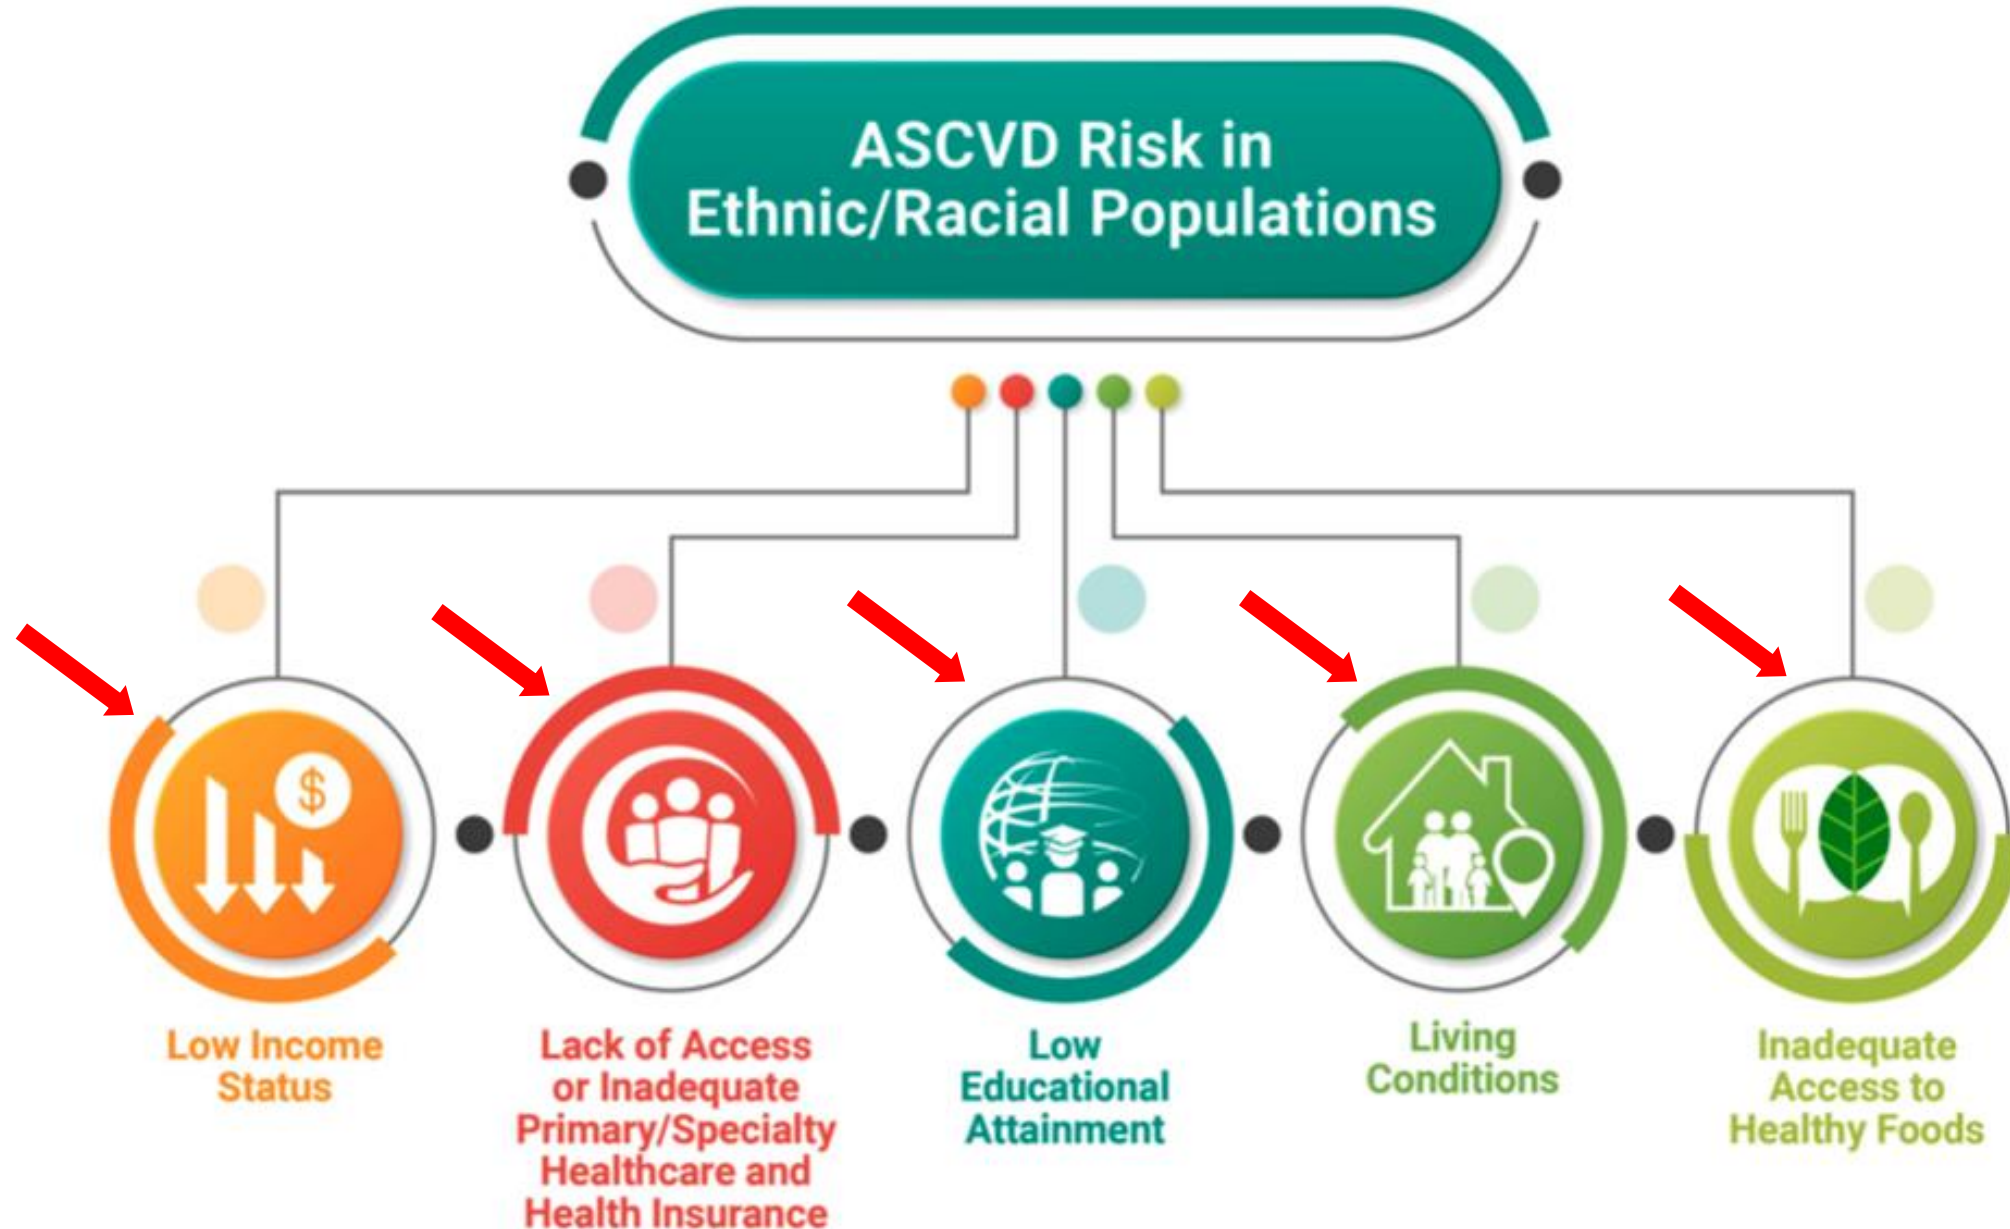 ASCVD Risk in
Ethnic/Racial Populations
$
Low Income
Status
Lack of Access
or Inadequate
Primary/Specialty
Healthcare and
Health Insurance
Low
Educational
Attainment
Living
Conditions
Inadequate
Access to
Healthy Foods